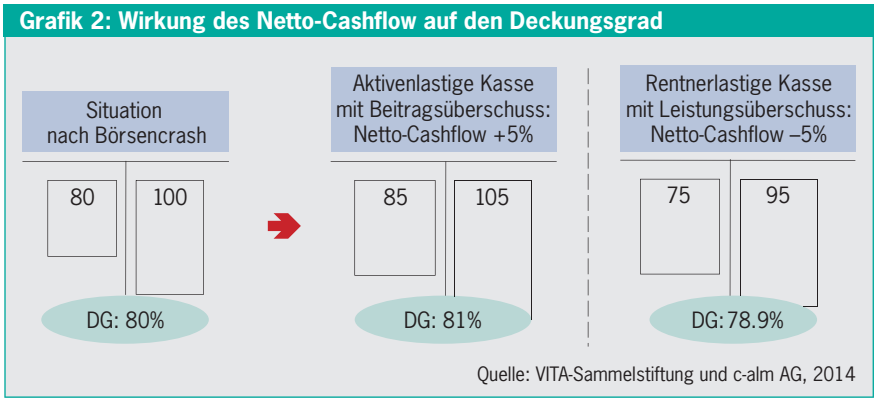 Grafik 2: Wirkung des Netto-Cashflow auf den Deckungsgrad
Situation
nach Börsencrash
80 100
DG: 80%
Aktivenlastige Kasse
mit Beitragsüberschuss:
Netto-Cashflow +5%
85 105
DG: 81%
Rentnerlastige Kasse
mit Leistungsüberschuss:
Netto-Cashflow –5%
75 95
DG: 78.9%
Quelle: VITA-Sammelstiftung und c-alm AG, 2014